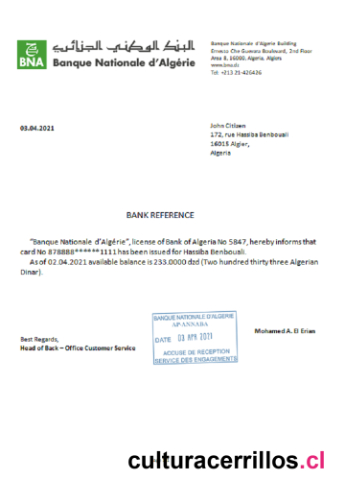 البنك الوطني الجزائري
BNA Banque Nationale d'Algérie
Banque Nationale d'Algérie Building
Ernesto Che Guevara Boulevard, 2nd Floor
Area 8, 16000, Algeria, Algiers
www.bna.dz
Tel: +213 21-426426
03.04.2021
John Citizen
172, rue Hassiba Benbouali
16015 Algier,
Algeria
BANK REFERENCE
"Banque Nationale d'Algérie", license of Bank of Algeria No 5847, hereby informs that
card No 878888******1111 has been issued for Hassiba Benbouali.
As of 02.04.2021 available balance is 233.0000 dzd (Two hundred thirty three Algerian
Dinar).
BANQUE NATIONALE D'ALGERIE
AP ANNABA
DATE 03 APR 2021
ACCUSE DE RECEPTION
SERVICE DES ENGAGEMENTS
Mohamed A. El Erian
Best Regards,
Head of Back – Office Customer Service
culturacerrillos.cl